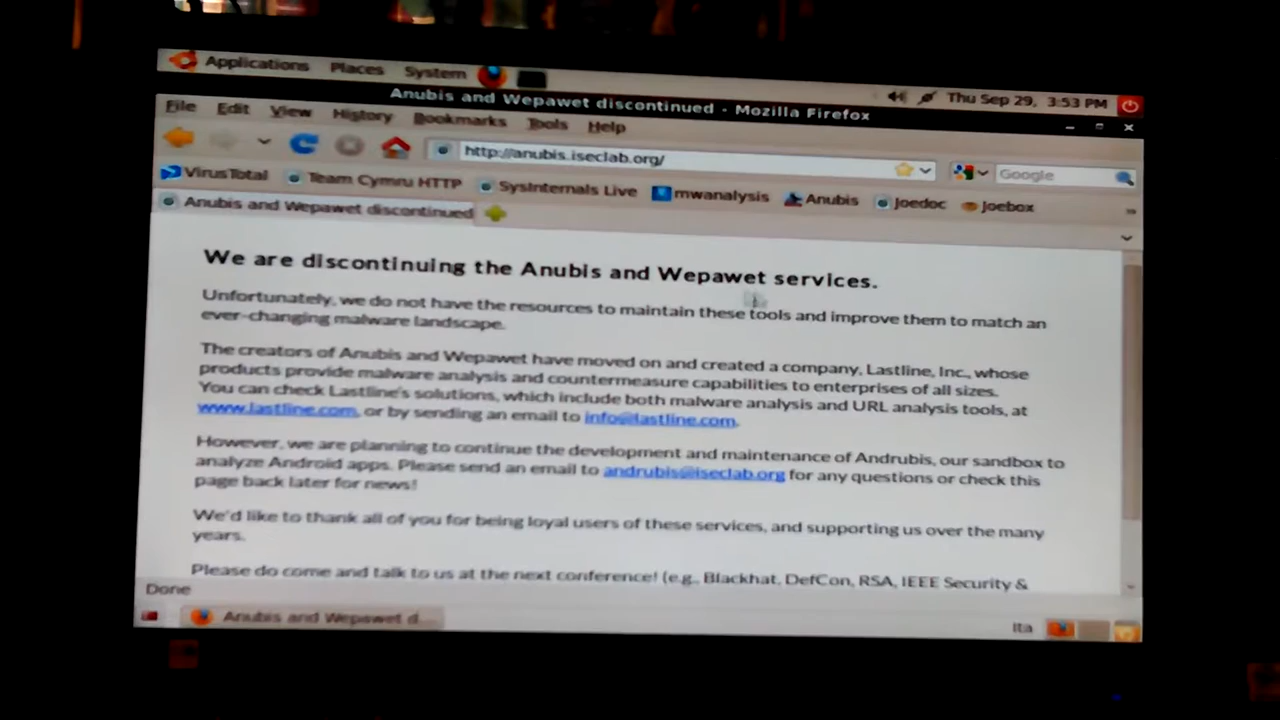 Applications Places System
Thu Sep 29, 3:53 PM
Anubis and Wepawet discontinued - Mozilla Firefox
File Edit View History Bookmarks Tools Help
http://anubis.iseclab.org/
Google
VirusTotal Team Cymru HTTP SysInternals Live mwanalysis Anubis Joedoc Joebox
Anubis and Wepawet discontinued
We are discontinuing the Anubis and Wepawet services.
Unfortunately, we do not have the resources to maintain these tools and improve them to match an
ever-changing malware landscape.
The creators of Anubis and Wepawet have moved on and created a company, Lastline, Inc., whose
products provide malware analysis and countermeasure capabilities to enterprises of all sizes.
You can check Lastline's solutions, which include both malware analysis and URL analysis tools, at
www.lastline.com, or by sending an email to info@lastline.com.
However, we are planning to continue the development and maintenance of Andrubis, our sandbox to
analyze Android apps. Please send an email to andrubis@iseclab.org for any questions or check this
page back later for news!
We'd like to thank all of you for being loyal users of these services, and supporting us over the many
years.
Please do come and talk to us at the next conference! (e.g., Blackhat, DefCon, RSA, IEEE Security &
Done
Anubis and Wepawet d...
Ita